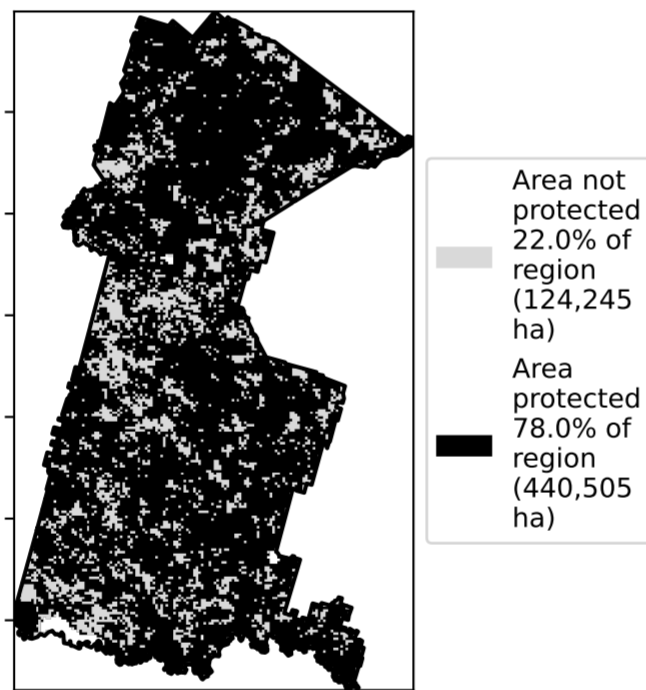 Area not
protected
22.0% of
region
(124,245
ha)
Area
protected
78.0% of
region
(440,505
ha)